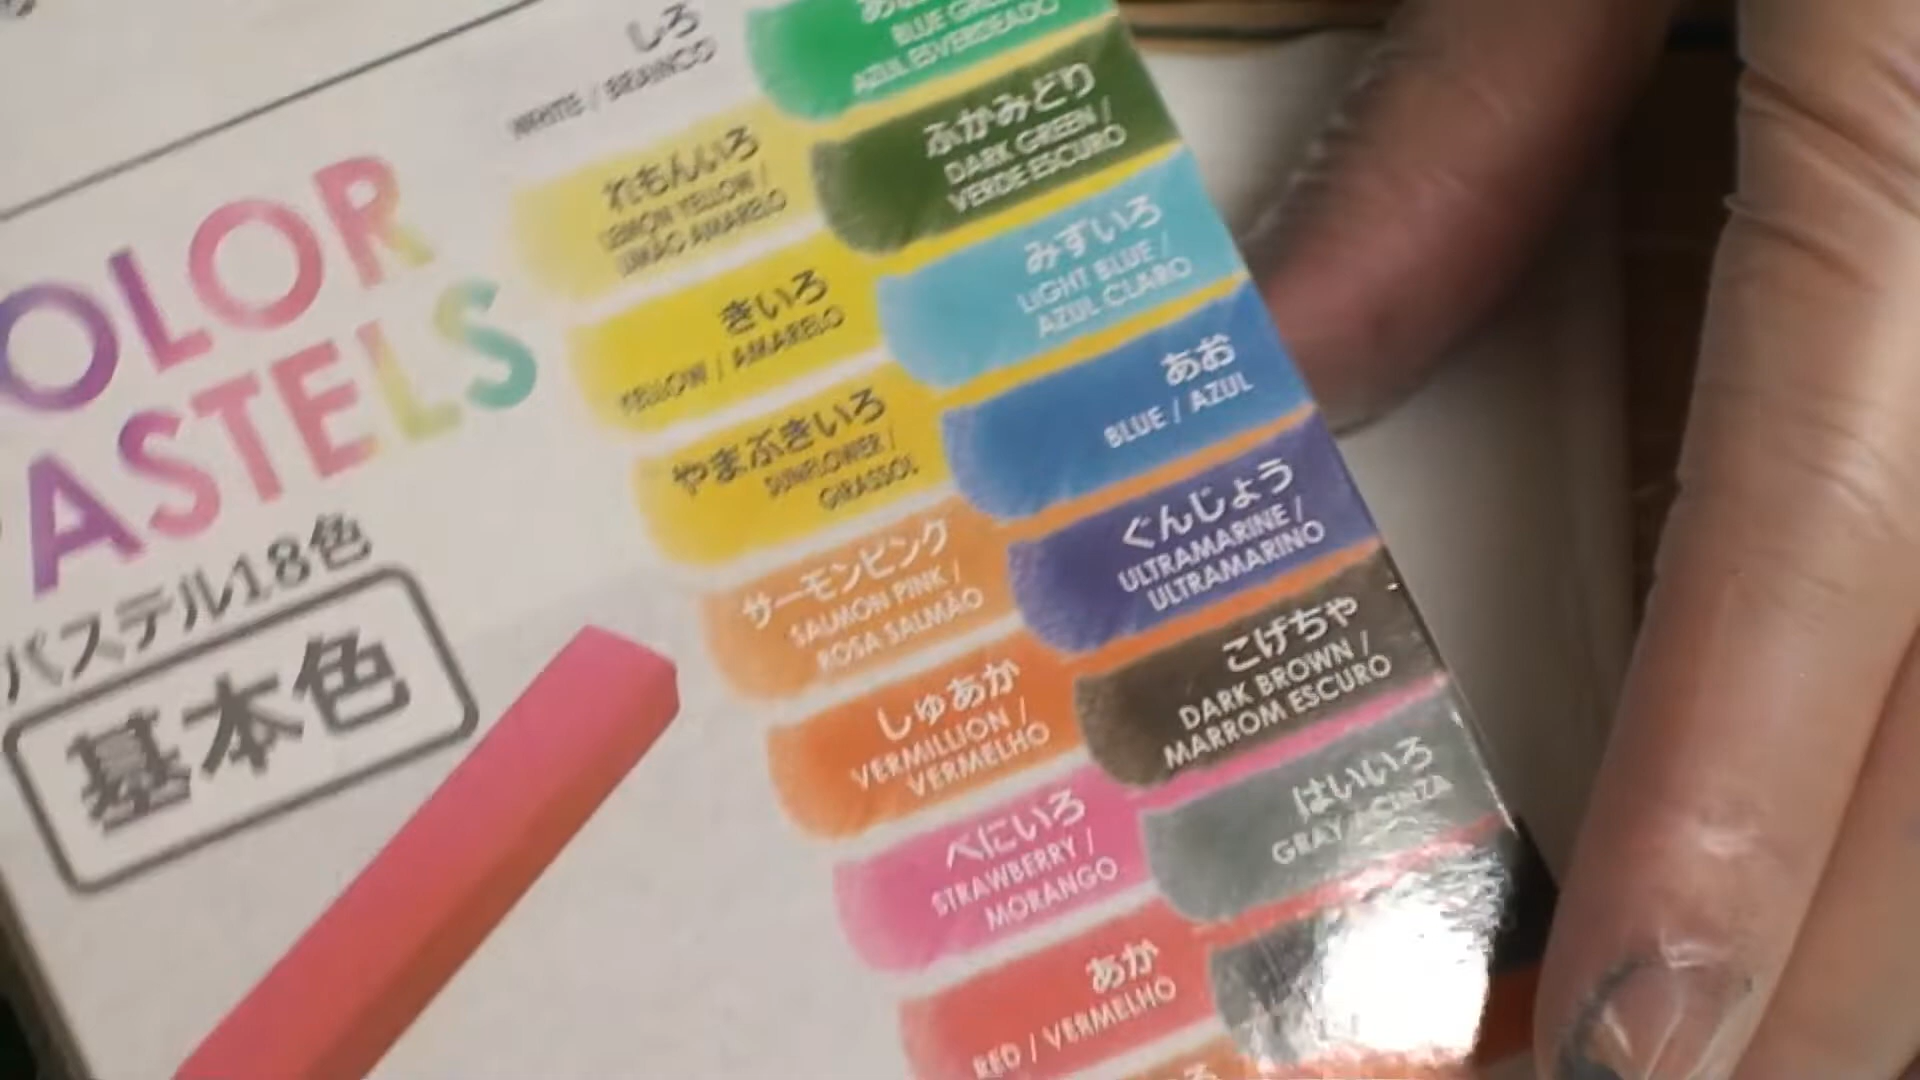 OLOR
PASTELS
パステル18色
基本色
しろ
WHITE / BRANCO
れもんいろ
LEMON YELLOW /
LIMÃO AMARELO
きいろ
YELLOW / AMARELO
やまぶきいろ
SUNFLOWER /
GIRASSOL
サーモンピンク
SALMON PINK /
ROSA SALMÃO
しゅあか
VERMILLION /
VERMELHO
べにいろ
STRAWBERRY /
MORANGO
あか
RED / VERMELHO
BLUE
AZUL ESVERDEADO
ふかみどり
DARK GREEN /
VERDE ESCURO
みずいろ
LIGHT BLUE /
AZUL CLARO
あお
BLUE / AZUL
ぐんじょう
ULTRAMARINE /
ULTRAMARINO
こげちゃ
DARK BROWN /
MARROM ESCURO
はいいろ
GRAY / CINZA